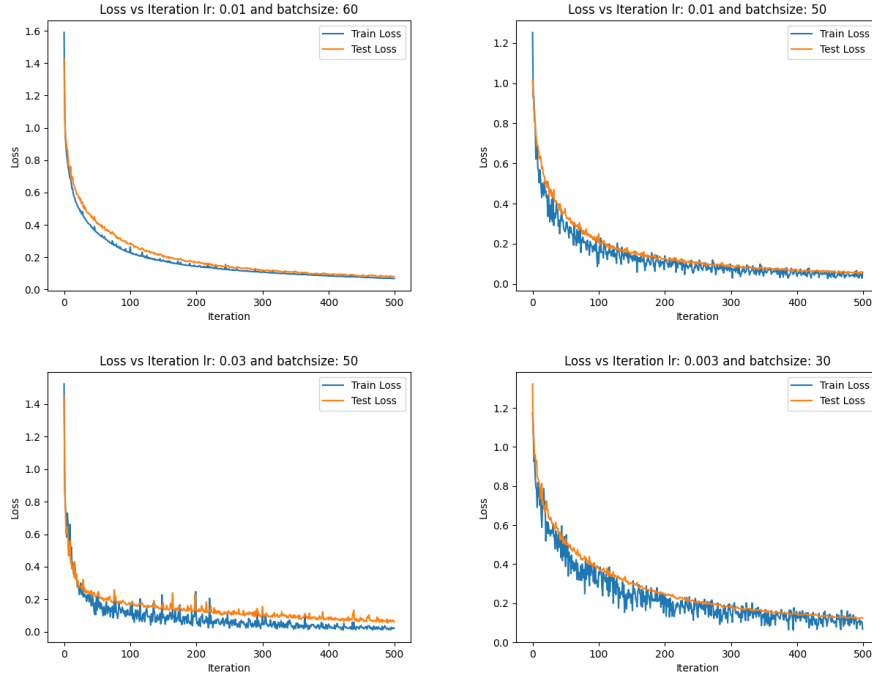 Loss vs Iteration lr: 0.01 and batchsize: 60
1.6
1.4
1.2
1.0
0.8
0.6
0.4
0.2
0.0
Loss
Train Loss
Test Loss
0 100 200 300 400 500
Iteration
Loss vs Iteration lr: 0.01 and batchsize: 50
1.2
1.0
0.8
0.6
0.4
0.2
0.0
Loss
Train Loss
Test Loss
0 100 200 300 400 500
Iteration
Loss vs Iteration lr: 0.03 and batchsize: 50
1.4
1.2
1.0
0.8
0.6
0.4
0.2
0.0
Loss
Train Loss
Test Loss
0 100 200 300 400 500
Iteration
Loss vs Iteration lr: 0.003 and batchsize: 30
1.2
1.0
0.8
0.6
0.4
0.2
0.0
Loss
Train Loss
Test Loss
0 100 200 300 400 500
Iteration